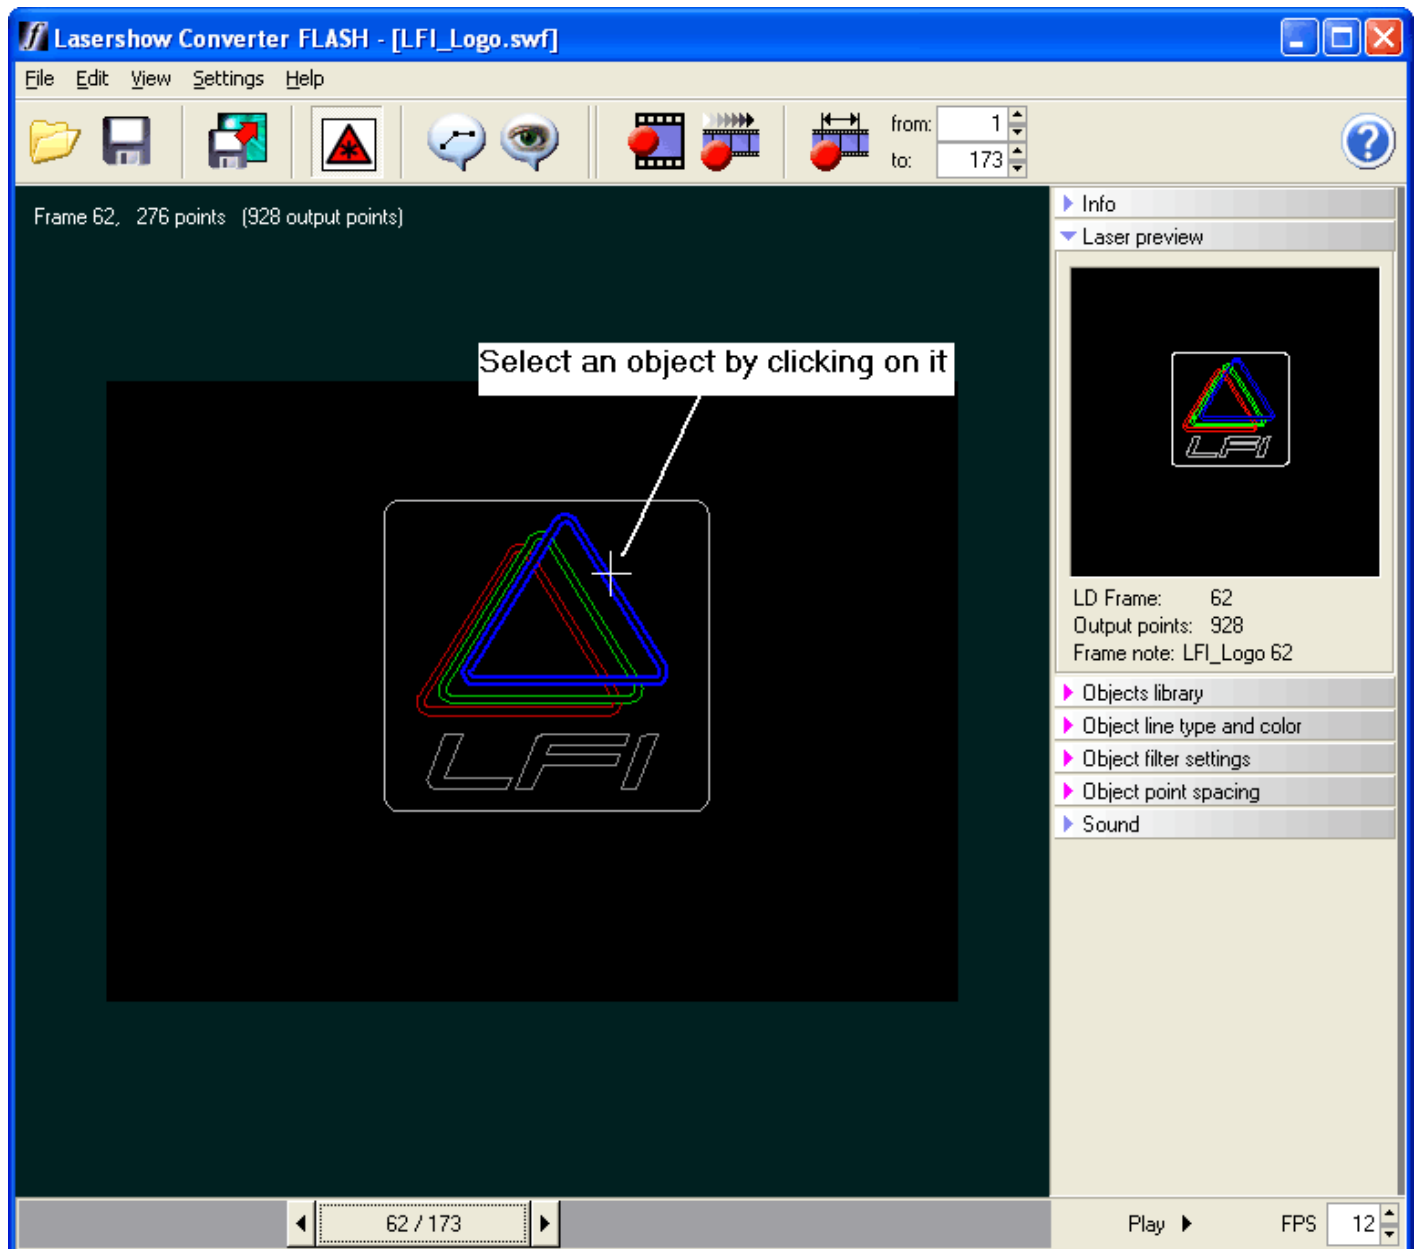 Lasershow Converter FLASH - [LFI_Logo.swf]
File Edit View Settings Help
from: 1
to: 173
Frame 62, 276 points (928 output points)
Select an object by clicking on it
LFI
Info
Laser preview
LFI
LD Frame: 62
Output points: 928
Frame note: LFI_Logo 62
Objects library
Object line type and color
Object filter settings
Object point spacing
Sound
62 / 173
Play
FPS 12